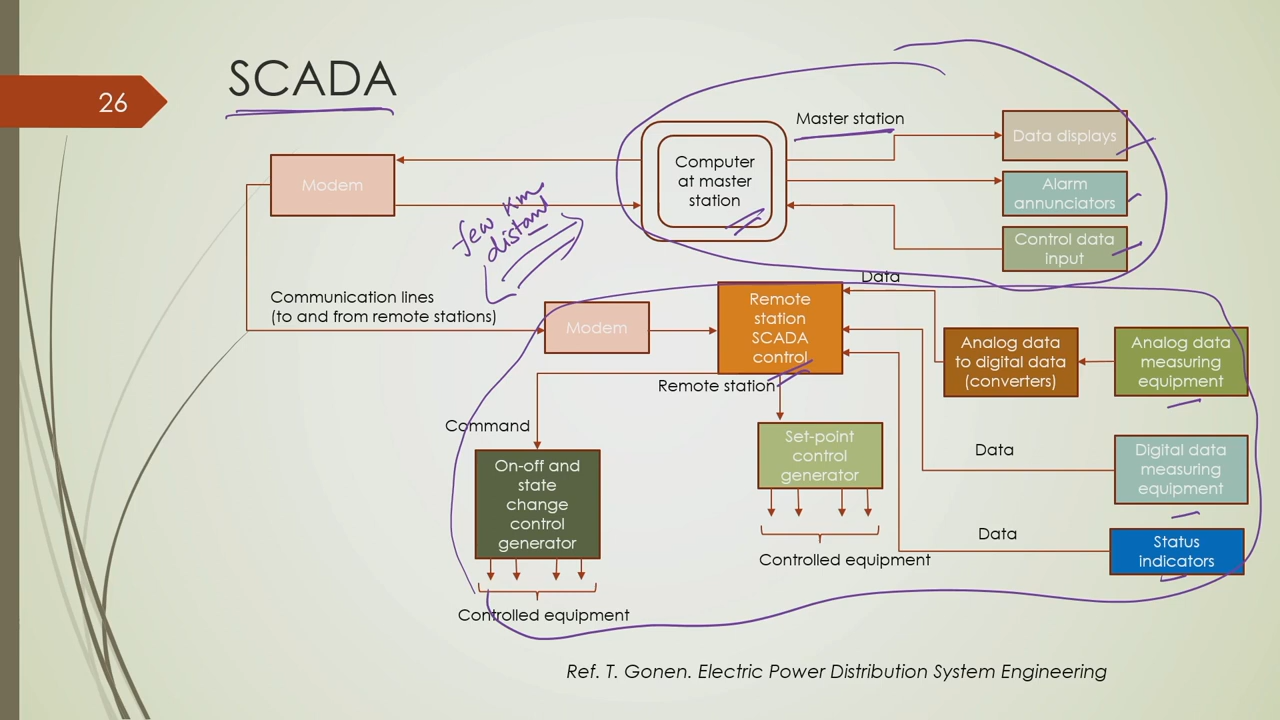 26
SCADA
Master station
Data displays
Modem
Computer
at master
station
Alarm
annunciators
Control data
input
few Km
distand
Data
Communication lines
(to and from remote stations)
Modem
Remote
station
SCADA
control
Remote station
Analog data
to digital data
(converters)
Analog data
measuring
equipment
Command
On-off and
state
change
control
generator
Set-point
control
generator
Data
Digital data
measuring
equipment
Data
Status
indicators
Controlled equipment
Controlled equipment
Ref. T. Gonen. Electric Power Distribution System Engineering